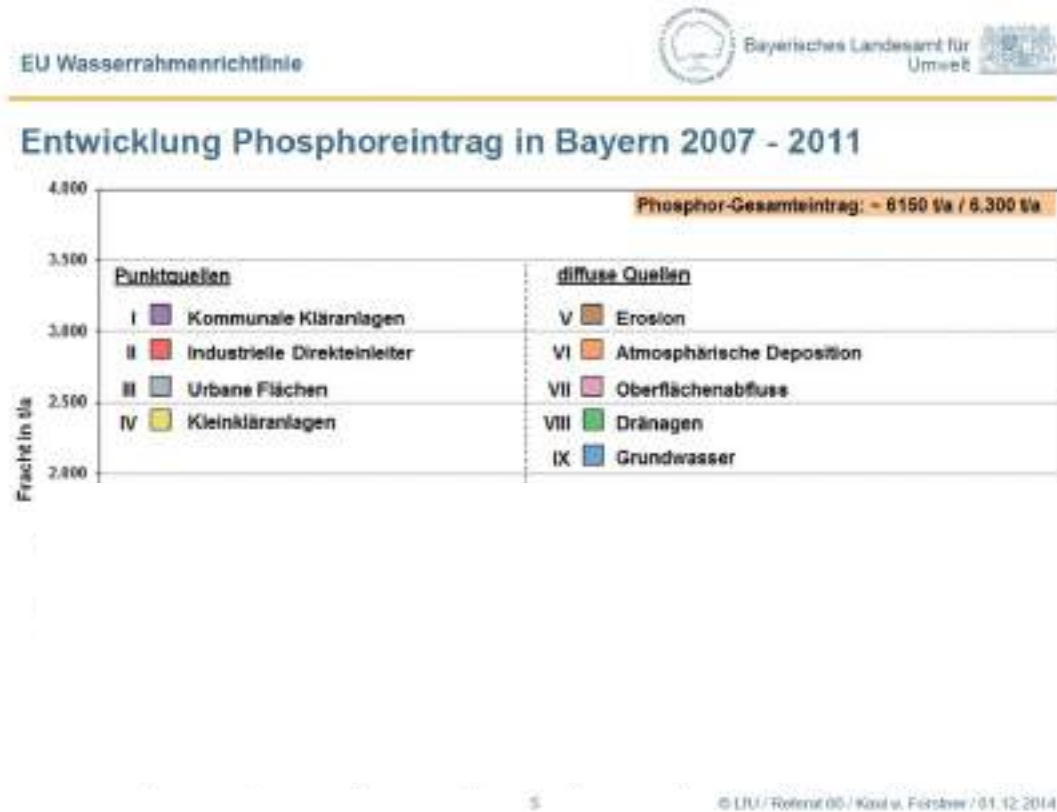 EU Wasserrahmenrichtlinie
Bayerisches Landesamt für
Umwelt
Entwicklung Phosphoreintrag in Bayern 2007 - 2011
4.000
Phosphor-Gesamteintrag: ~ 6150 t/a / 6.300 t/a
3.500
Punktquellen
diffuse Quellen
I Kommunale Kläranlagen
V Erosion
3.000
II Industrielle Direkteinleiter
VI Atmosphärische Deposition
III Urbane Flächen
VII Oberflächenabfluss
2.500
IV Kleinkläranlagen
VIII Dränagen
IX Grundwasser
2.000
Fracht in t/a
5
© LfU / Referat / Kaul u. Forstner / 01.12.2014